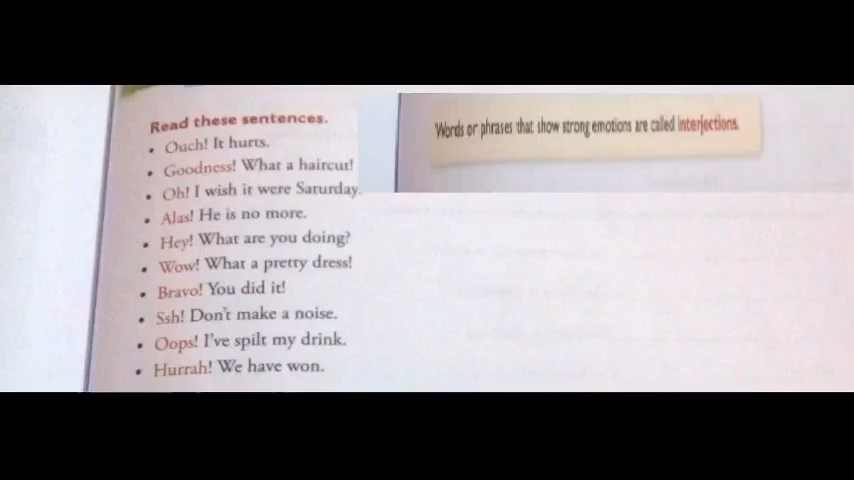 Read these sentences.
• Ouch! It hurts.
• Goodness! What a haircut!
• Oh! I wish it were Saturday.
• Alas! He is no more.
• Hey! What are you doing?
• Wow! What a pretty dress!
• Bravo! You did it!
• Ssh! Don't make a noise.
• Oops! I've spilt my drink.
• Hurrah! We have won.
Words or phrases that show strong emotions are called interjections.